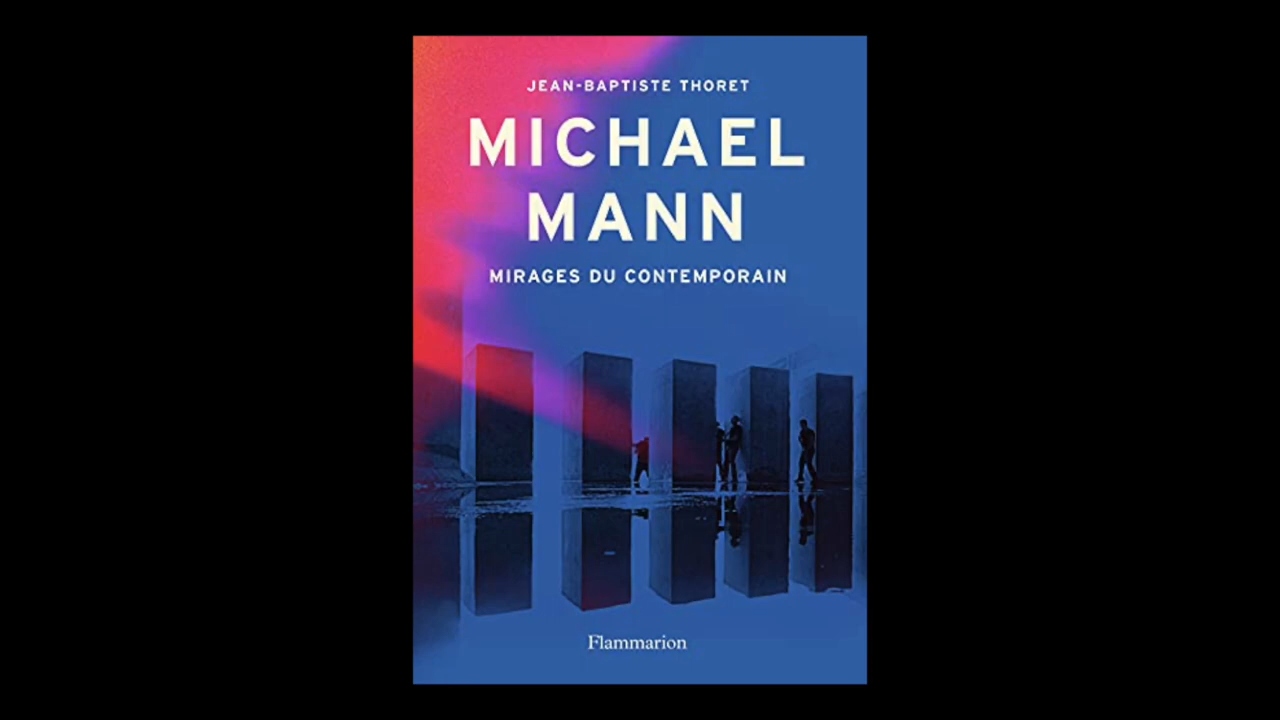 JEAN-BAPTISTE THORET
MICHAEL
MANN
MIRAGES DU CONTEMPORAIN
Flammarion